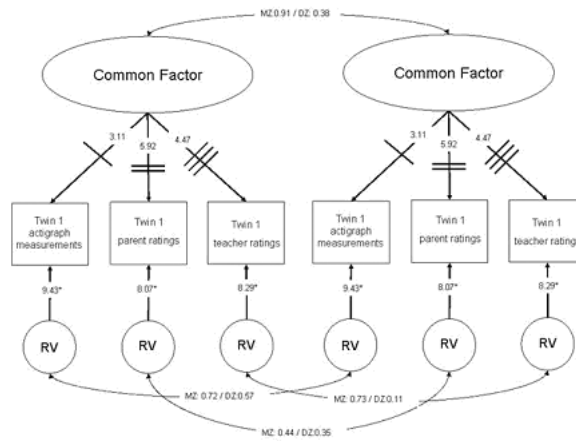 MZ:0.91 / DZ: 0.38
Common Factor
Common Factor
3.11
5.92
4.47
3.11
5.92
4.47
Twin 1
actigraph
measurements
Twin 1
parent ratings
Twin 1
teacher ratings
Twin 1
actigraph
measurements
Twin 1
parent ratings
Twin 1
teacher ratings
9.43*
8.07*
8.29*
9.43*
8.07*
8.29*
RV
RV
RV
RV
RV
RV
MZ: 0.72 / DZ:0.57
MZ: 0.73 / DZ:0.11
MZ: 0.44 / DZ:0.35